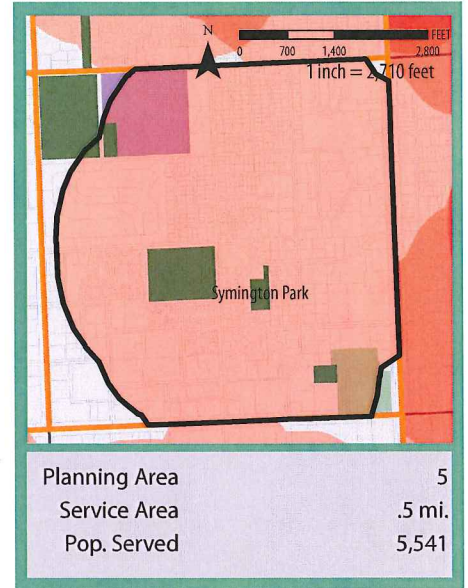 N
FEET
0 700 1,400 2,800
1 inch = 2,710 feet
Symington Park
Planning Area 5
Service Area .5 mi.
Pop. Served 5,541